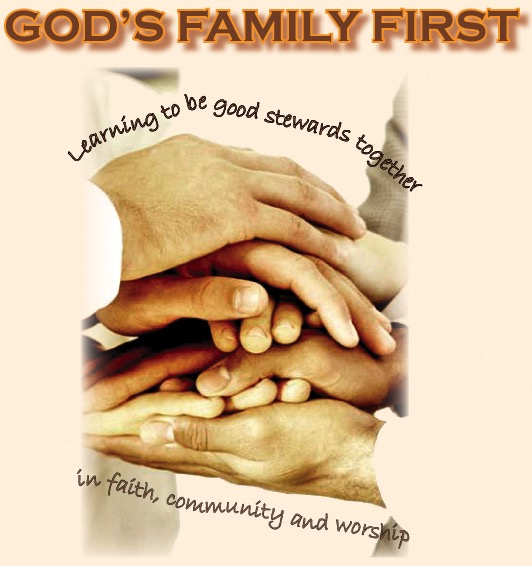 GOD'S FAMILY FIRST
Learning to be good stewards together
in faith, community and worship